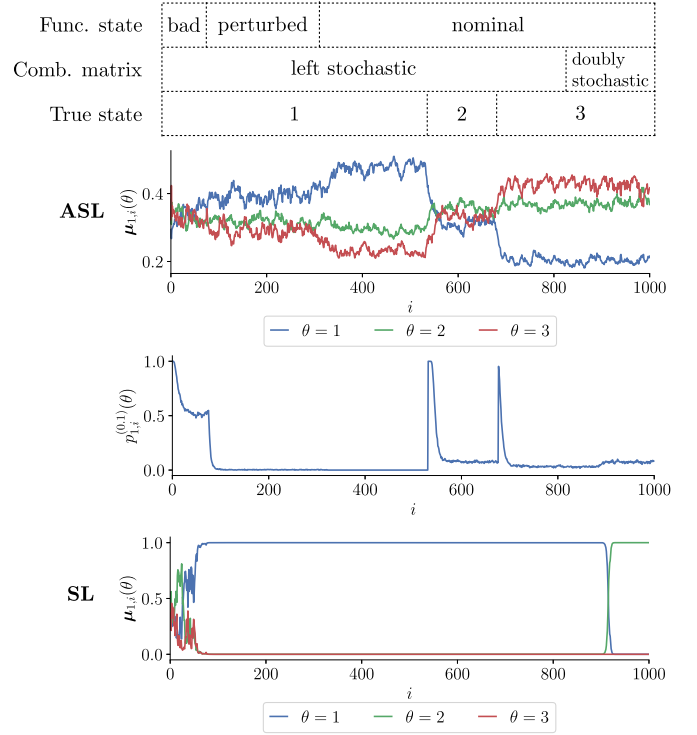 Func. state bad perturbed nominal
Comb. matrix left stochastic doubly stochastic
True state 1 2 3
ASL
μ1,i(θ)
0.4
0.2
0 200 400 600 800 1000
i
θ = 1 θ = 2 θ = 3
p1,i(0.1)(θ)
1.0
0.5
0.0
0 200 400 600 800 1000
i
SL
μ1,i(θ)
1.0
0.5
0.0
0 200 400 600 800 1000
i
θ = 1 θ = 2 θ = 3